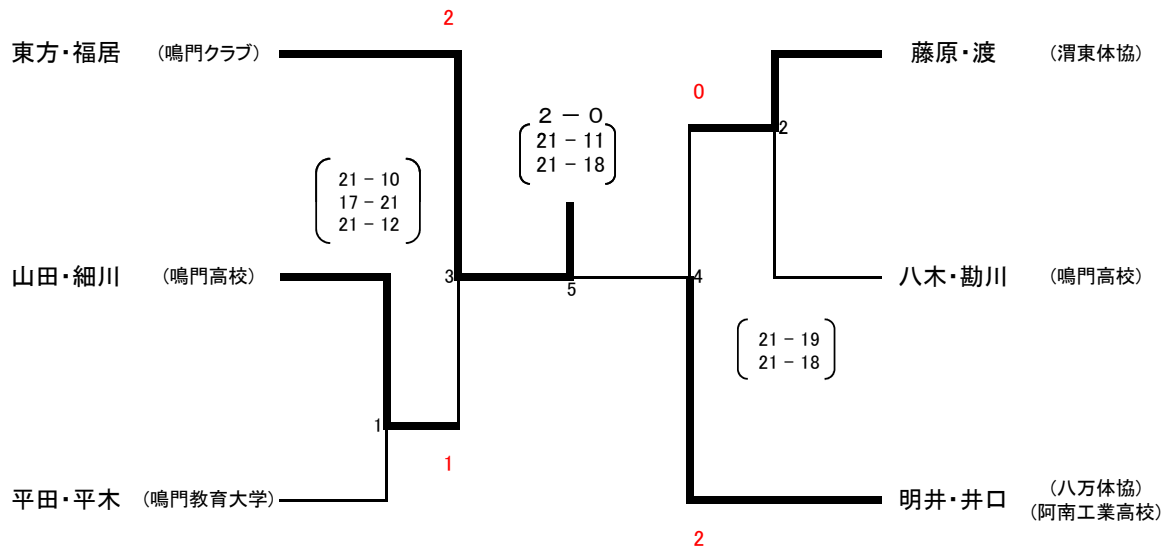 2
東方・福居 (鳴門クラブ)
藤原・渡 (渭東体協)
0
2 － 0
21 － 11
21 － 18
2
21 － 10
17 － 21
21 － 12
山田・細川 (鳴門高校)
3
5
4
八木・勘川 (鳴門高校)
21 － 19
21 － 18
1
1
平田・平木 (鳴門教育大学)
明井・井口 (八万体協)
(阿南工業高校)
2